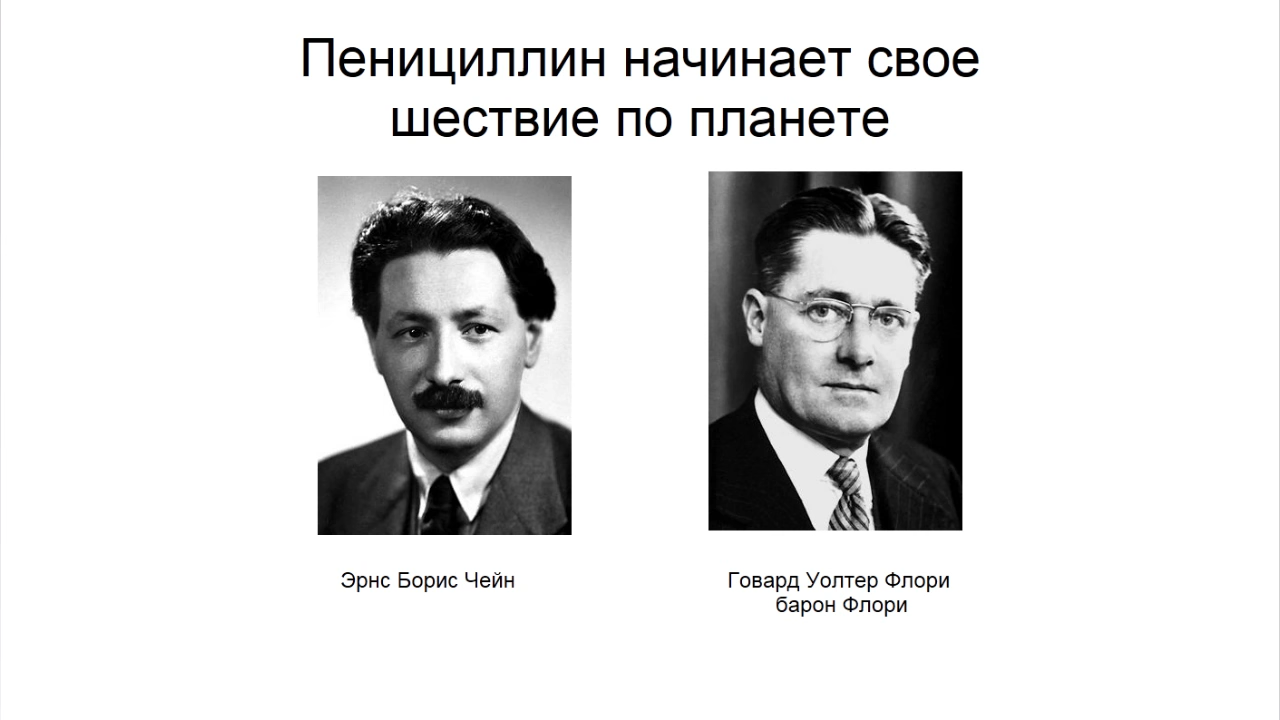 Пенициллин начинает свое
шествие по планете
Эрнс Борис Чейн
Говард Уолтер Флори
барон Флори